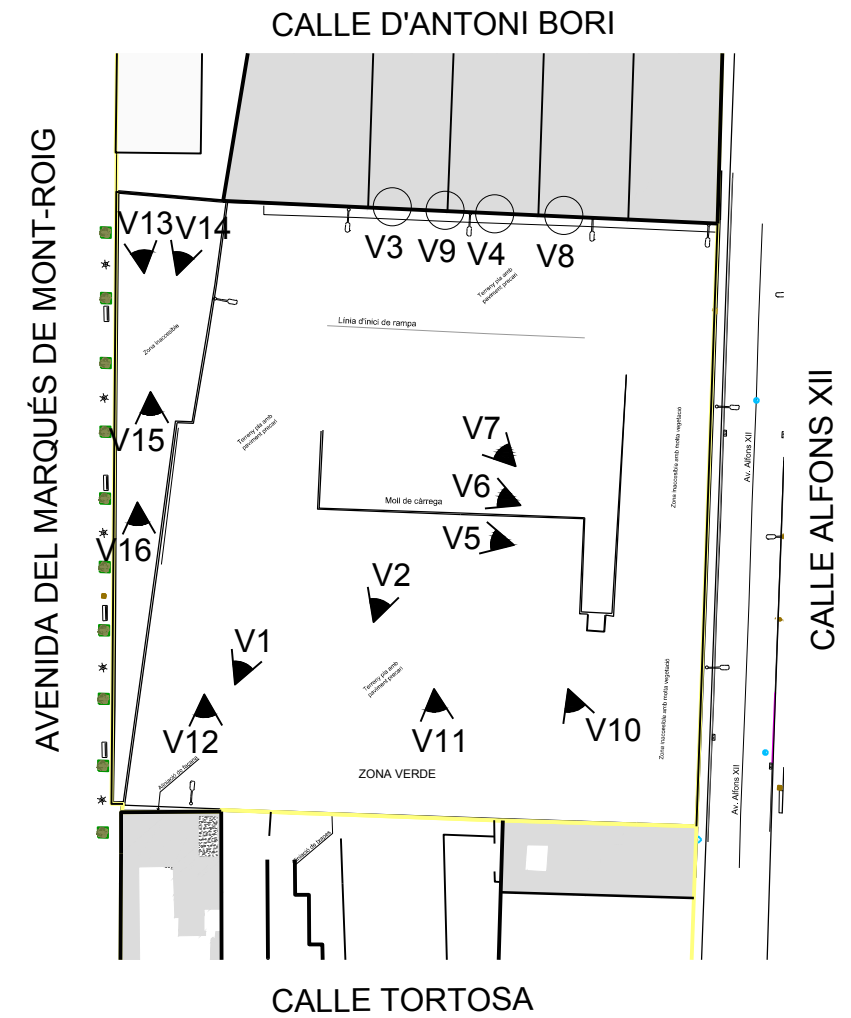 CALLE D'ANTONI BORI
AVENIDA DEL MARQUÉS DE MONT-ROIG
CALLE ALFONS XII
V13
V14
V3
V9
V4
V8
Terreny pla amb
paviment precari
Línia d'inici de rampa
Zona Inaccessible
Terreny pla amb
paviment precari
V15
V7
V6
Moll de càrrega
V5
V16
Zona Inaccessible amb molta vegetació
Av. Alfons XII
V2
V1
Terreny pla amb
paviment precari
V12
V11
V10
Zona Inaccessible amb molta vegetació
Av. Alfons XII
ZONA VERDE
CALLE TORTOSA